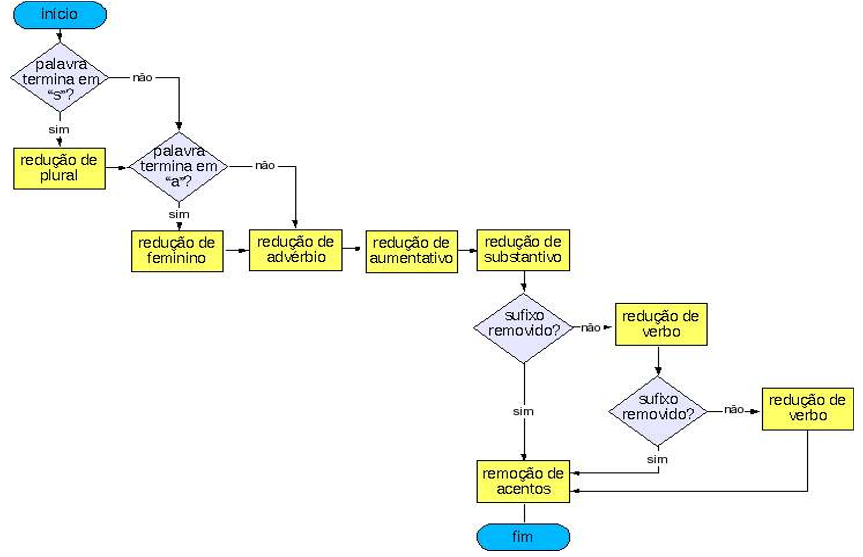 início
palavra
termina em
“s”?
não
sim
redução de
plural
palavra
termina em
“a”?
não
sim
redução de
feminino
redução de
advérbio
redução de
aumentativo
redução de
substantivo
sufixo
removido?
não
redução de
verbo
sim
sufixo
removido?
não
redução de
verbo
sim
remoção de
acentos
fim